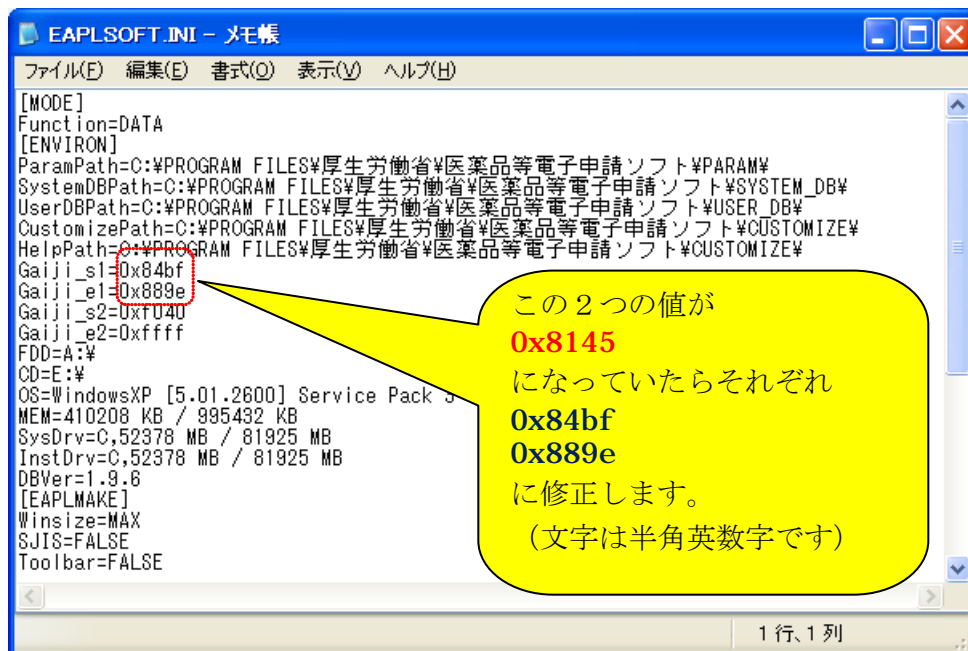 EAPLSOFT.INI - メモ帳
ファイル(F) 編集(E) 書式(O) 表示(V) ヘルプ(H)
[MODE]
Function=DATA
[ENVIRON]
ParamPath=C:¥PROGRAM FILES¥厚生労働省¥医薬品等電子申請ソフト¥PARAM¥
SystemDBPath=C:¥PROGRAM FILES¥厚生労働省¥医薬品等電子申請ソフト¥SYSTEM_DB¥
UserDBPath=C:¥PROGRAM FILES¥厚生労働省¥医薬品等電子申請ソフト¥USER_DB¥
CustomizePath=C:¥PROGRAM FILES¥厚生労働省¥医薬品等電子申請ソフト¥CUSTOMIZE¥
HelpPath=C:¥PROGRAM FILES¥厚生労働省¥医薬品等電子申請ソフト¥CUSTOMIZE¥
Gaiji_s1=0x84bf
Gaiji_e1=0x889e
Gaiji_s2=0xf040
Gaiji_e2=0xffff
FDD=A:¥
CD=E:¥
OS=WindowsXP [5.01.2600] Service Pack 3
MEM=410208 KB / 995432 KB
SysDrv=C,52378 MB / 81925 MB
InstDrv=C,52378 MB / 81925 MB
DBVer=1.9.6
[EAPLMAKE]
Winsize=MAX
SJIS=FALSE
Toolbar=FALSE
この２つの値が
0x8145
になっていたらそれぞれ
0x84bf
0x889e
に修正します。
（文字は半角英数字です）
1 行、1 列